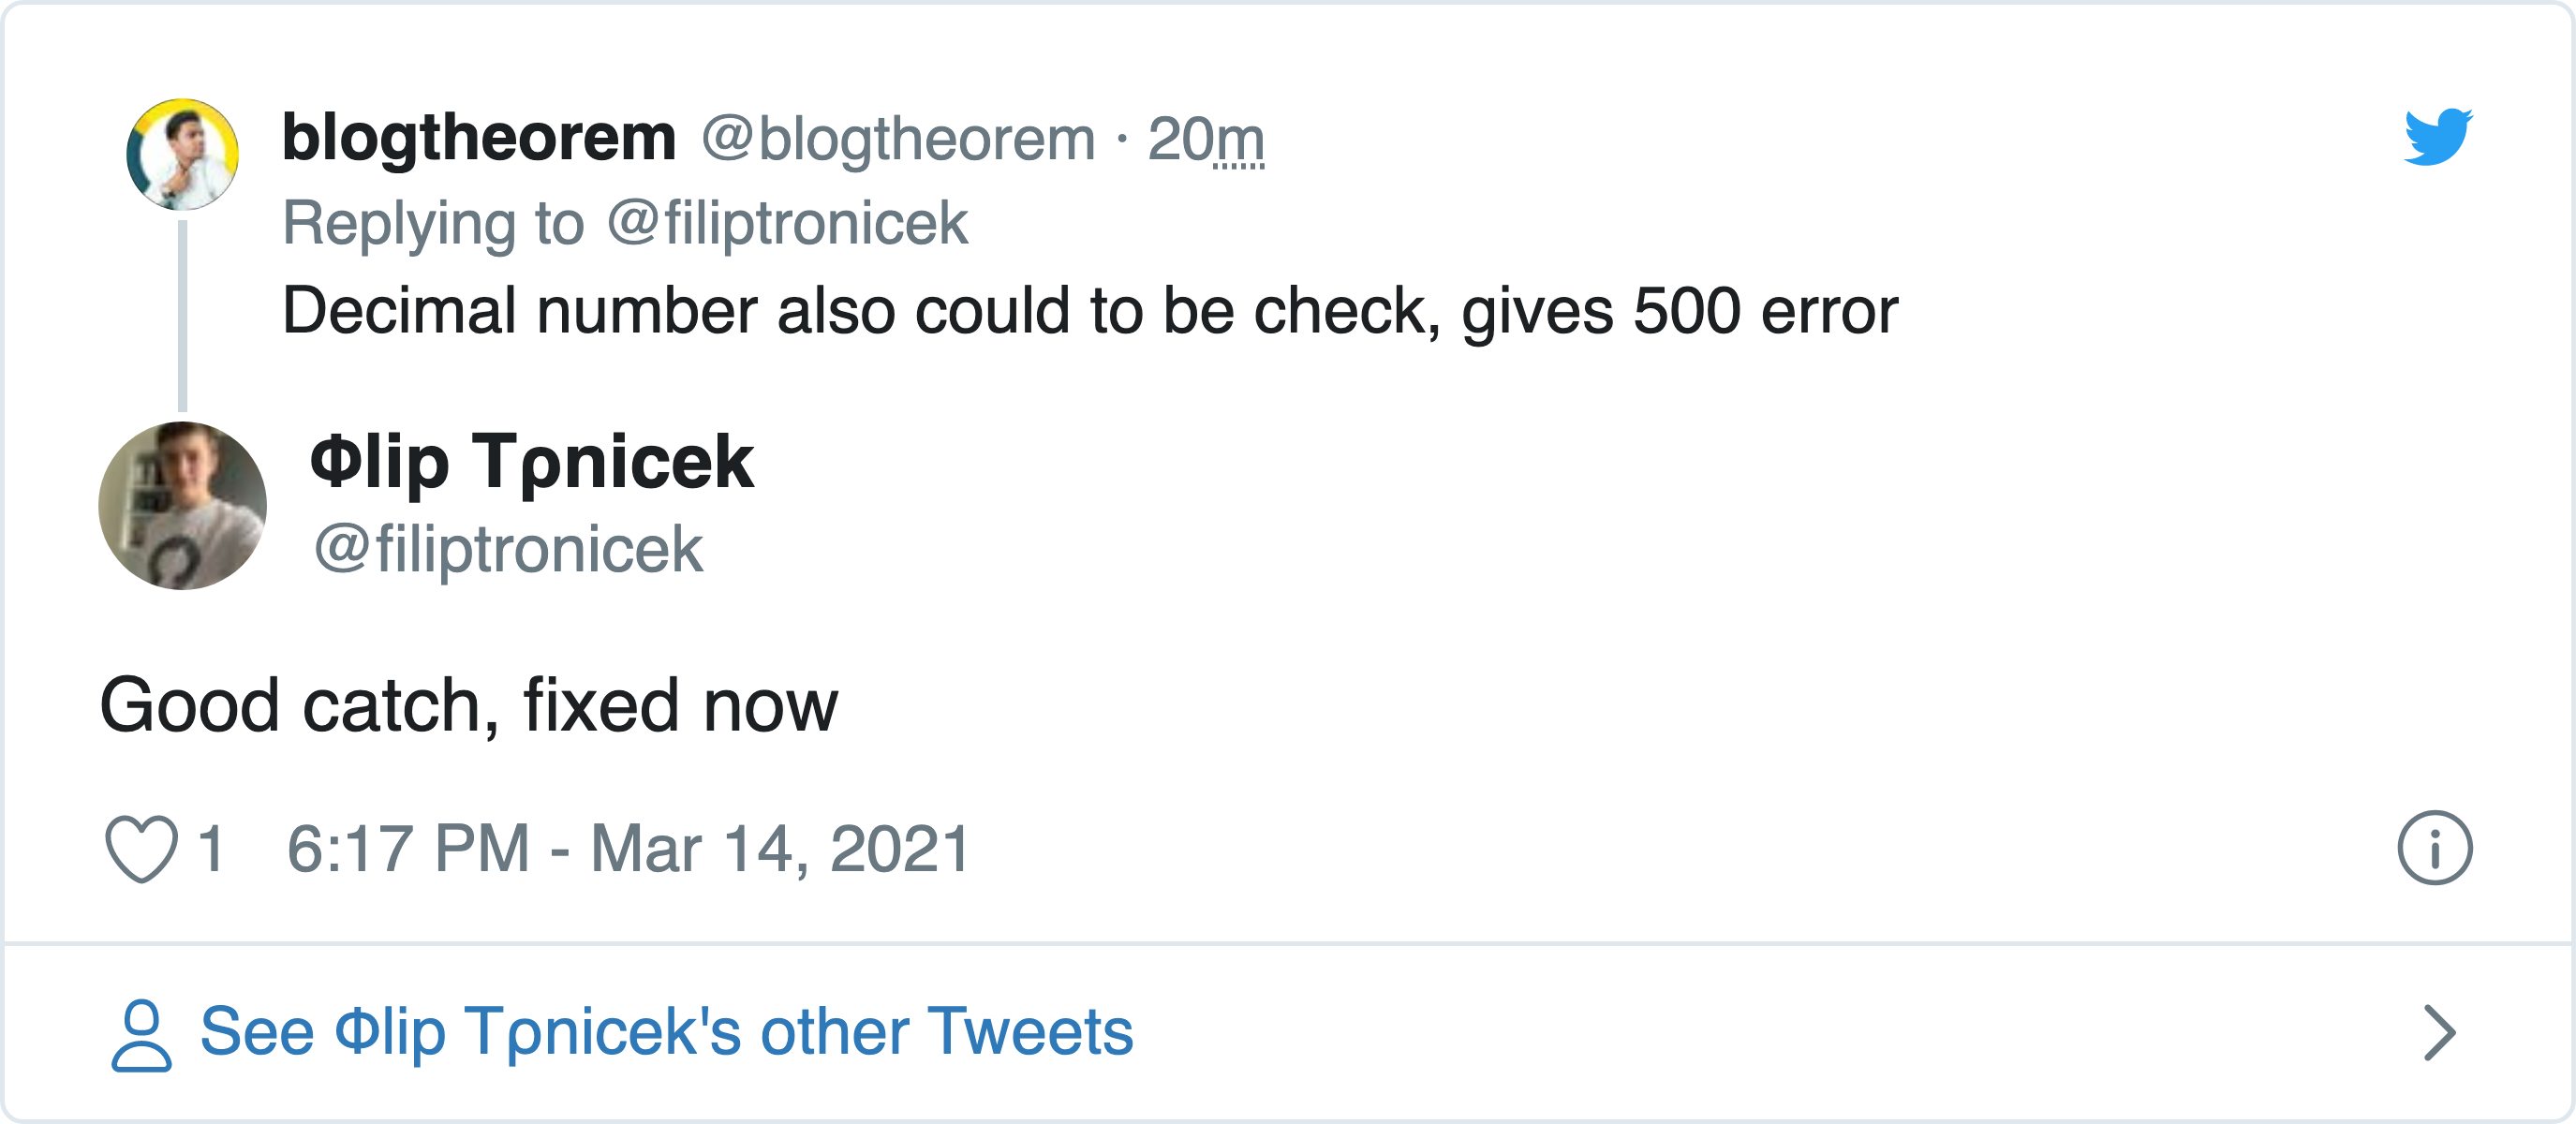 blogtheorem @blogtheorem · 20m
Replying to @filiptronicek
Decimal number also could to be check, gives 500 error
Φlip Tρnicek
@filiptronicek
Good catch, fixed now
1 6:17 PM - Mar 14, 2021
See Φlip Tρnicek's other Tweets